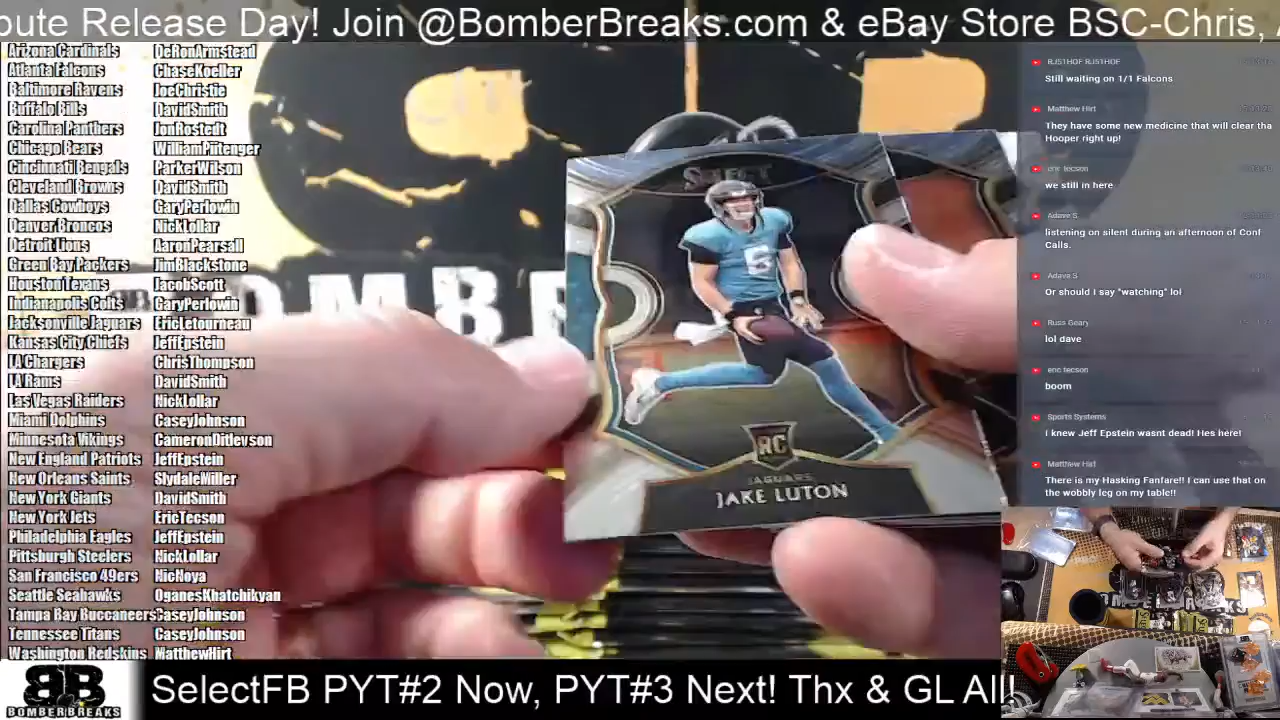 oute Release Day! Join @BomberBreaks.com & eBay Store BSC-Chris,
Arizona Cardinals DeRonArmstead
Atlanta Falcons ChaseKoeller
Baltimore Ravens JoeChristie
Buffalo Bills DavidSmith
Carolina Panthers JonRostedt
Chicago Bears WilliamPittenger
Cincinnati Bengals ParkerWilson
Cleveland Browns DavidSmith
Dallas Cowboys GaryPerlowin
Denver Broncos NickLollar
Detroit Lions AaronPearsall
Green Bay Packers JimBlackstone
Houston Texans JacobScott
Indianapolis Colts GaryPerlowin
Jacksonville Jaguars EricLetourneau
Kansas City Chiefs JeffEpstein
LA Chargers ChrisThompson
LA Rams DavidSmith
Las Vegas Raiders NickLollar
Miami Dolphins CaseyJohnson
Minnesota Vikings CameronDitlevson
New England Patriots JeffEpstein
New Orleans Saints SlydaleMiller
New York Giants DavidSmith
New York Jets EricTecson
Philadelphia Eagles JeffEpstein
Pittsburgh Steelers NickLollar
San Francisco 49ers NicNoya
Seattle Seahawks OganesKhatchikyan
Tampa Bay Buccaneers CaseyJohnson
Tennessee Titans CaseyJohnson
Washington Redskins MatthewHirt
SELECT
5
RC
JAGUARS
JAKE LUTON
RJ51HOF RJ51HOF
Still waiting on 1/1 Falcons
Matthew Hirt
They have some new medicine that will clear tha
Hooper right up!
eric tecson
we still in here
Adave S
listening on silent during an afternoon of Conf
Calls.
Adave S
Or should I say "watching" lol
Russ Geary
lol dave
eric tecson
boom
Sports Systems
i knew Jeff Epstein wasnt dead! Hes here!
Matthew Hirt
There is my Hasking Fanfare!! I can use that on
the wobbly leg on my table!!
BB
BOMBERBREAKS
SelectFB PYT#2 Now, PYT#3 Next! Thx & GL All!